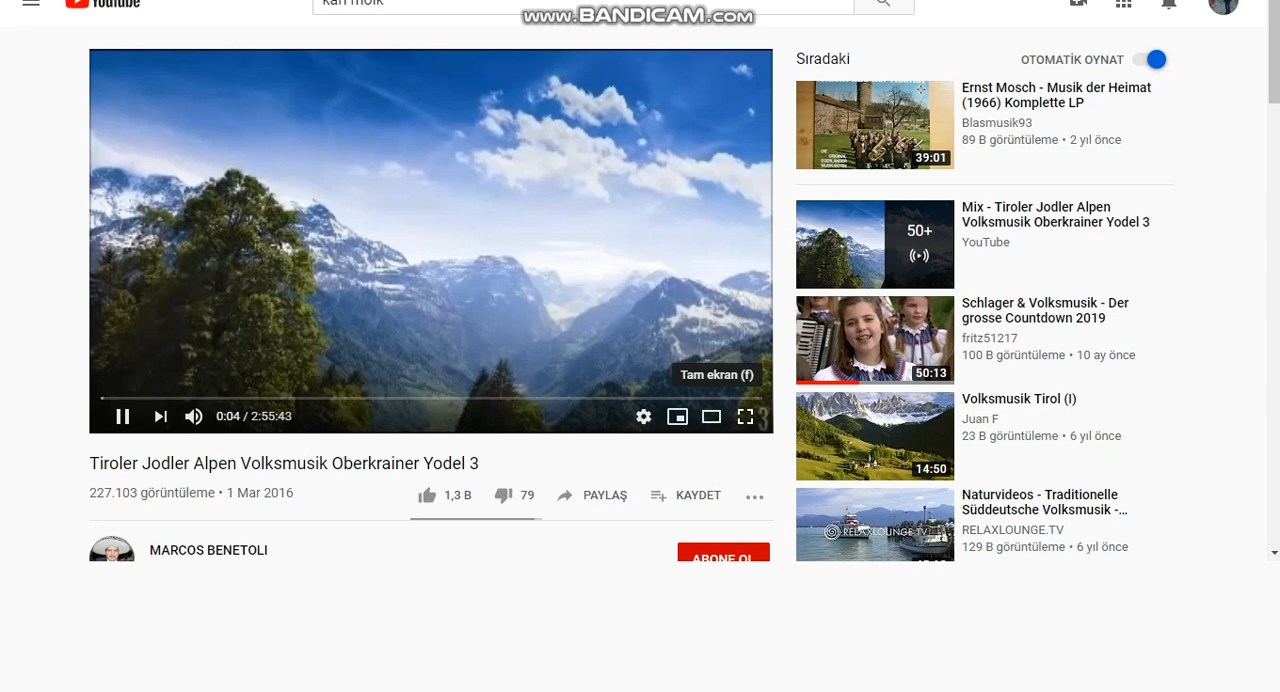 YouTube
www.BANDICAM.com
Sıradaki
OTOMATİK OYNAT
Ernst Mosch - Musik der Heimat
(1966) Komplette LP
Blasmusik93
89 B görüntüleme • 2 yıl önce
39:01
Mix - Tiroler Jodler Alpen
Volksmusik Oberkrainer Yodel 3
YouTube
50+
Schlager & Volksmusik - Der
grosse Countdown 2019
fritz51217
100 B görüntüleme • 10 ay önce
50:13
Volksmusik Tirol (I)
Juan F
23 B görüntüleme • 6 yıl önce
14:50
Naturvideos - Traditionelle
Süddeutsche Volksmusik -...
RELAXLOUNGE.TV
129 B görüntüleme • 6 yıl önce
RELAXLOUNGE.TV
Tam ekran (f)
0:04 / 2:55:43
3
Tiroler Jodler Alpen Volksmusik Oberkrainer Yodel 3
227.103 görüntüleme • 1 Mar 2016
1,3 B
79
PAYLAŞ
KAYDET
MARCOS BENETOLI
ABONE OL